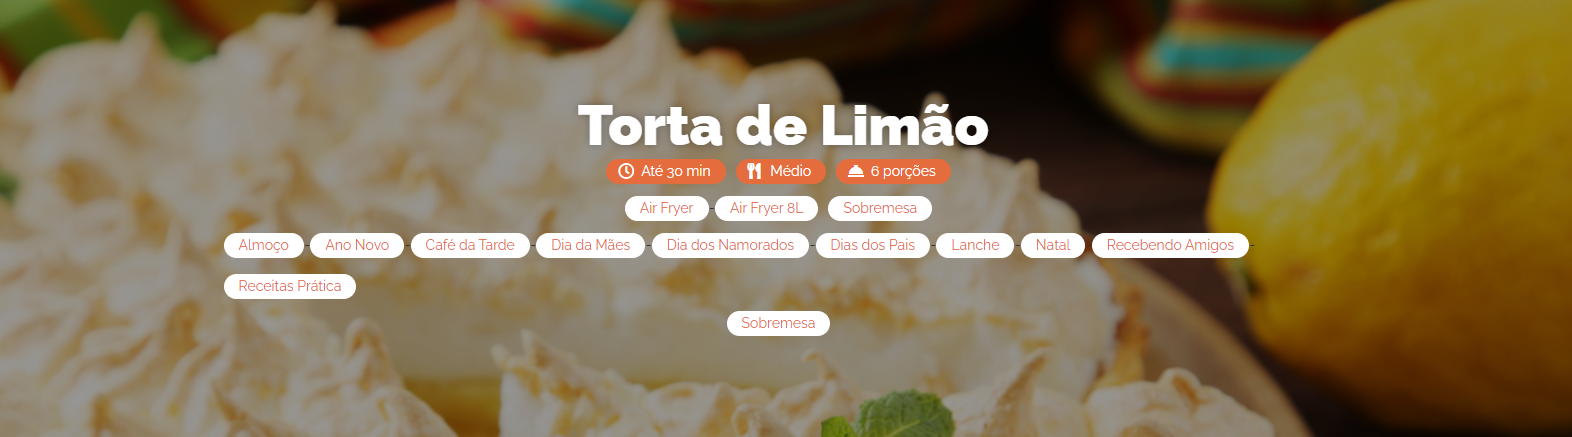 Torta de Limão
Até 30 min Médio 6 porções
Air Fryer - Air Fryer 8L Sobremesa
Almoço - Ano Novo - Café da Tarde - Dia da Mães - Dia dos Namorados - Dias dos Pais - Lanche - Natal - Recebendo Amigos -
Receitas Prática
Sobremesa